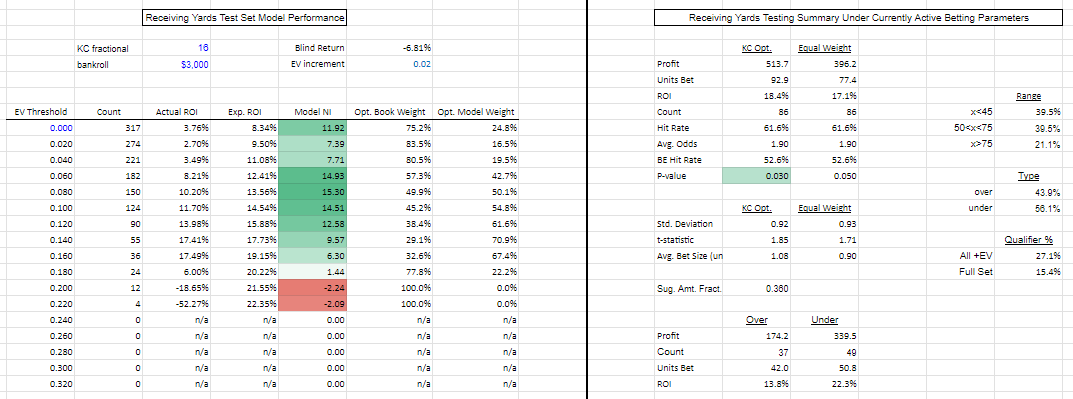 Receiving Yards Test Set Model Performance
KC fractional 16 Blind Return -6.81%
bankroll $3,000 EV increment 0.02
EV Threshold Count Actual ROI Exp. ROI Model NI Opt. Book Weight Opt. Model Weight
0.000 317 3.76% 8.34% 11.92 75.2% 24.8%
0.020 274 2.70% 9.50% 7.39 83.5% 16.5%
0.040 221 3.49% 11.08% 7.71 80.5% 19.5%
0.060 182 8.21% 12.41% 14.93 57.3% 42.7%
0.080 150 10.20% 13.56% 15.30 49.9% 50.1%
0.100 124 11.70% 14.54% 14.51 45.2% 54.8%
0.120 90 13.98% 15.88% 12.58 38.4% 61.6%
0.140 55 17.41% 17.73% 9.57 29.1% 70.9%
0.160 36 17.49% 19.15% 6.30 32.6% 67.4%
0.180 24 6.00% 20.22% 1.44 77.8% 22.2%
0.200 12 -18.65% 21.55% -2.24 100.0% 0.0%
0.220 4 -52.27% 22.35% -2.09 100.0% 0.0%
0.240 0 n/a n/a 0.00 n/a n/a
0.260 0 n/a n/a 0.00 n/a n/a
0.280 0 n/a n/a 0.00 n/a n/a
0.300 0 n/a n/a 0.00 n/a n/a
0.320 0 n/a n/a 0.00 n/a n/a
Receiving Yards Testing Summary Under Currently Active Betting Parameters
KC Opt. Equal Weight
Profit 513.7 396.2
Units Bet 92.9 77.4
ROI 18.4% 17.1% Range
Count 86 86 x<45 39.5%
Hit Rate 61.6% 61.6% 50<x<75 39.5%
Avg. Odds 1.90 1.90 x>75 21.1%
BE Hit Rate 52.6% 52.6%
P-value 0.030 0.050 Type
over 43.9%
KC Opt. Equal Weight under 56.1%
Std. Deviation 0.92 0.93
t-statistic 1.85 1.71 Qualifier %
Avg. Bet Size (un 1.08 0.90 All +EV 27.1%
Full Set 15.4%
Sug. Amt. Fract. 0.360
Over Under
Profit 174.2 339.5
Count 37 49
Units Bet 42.0 50.8
ROI 13.8% 22.3%